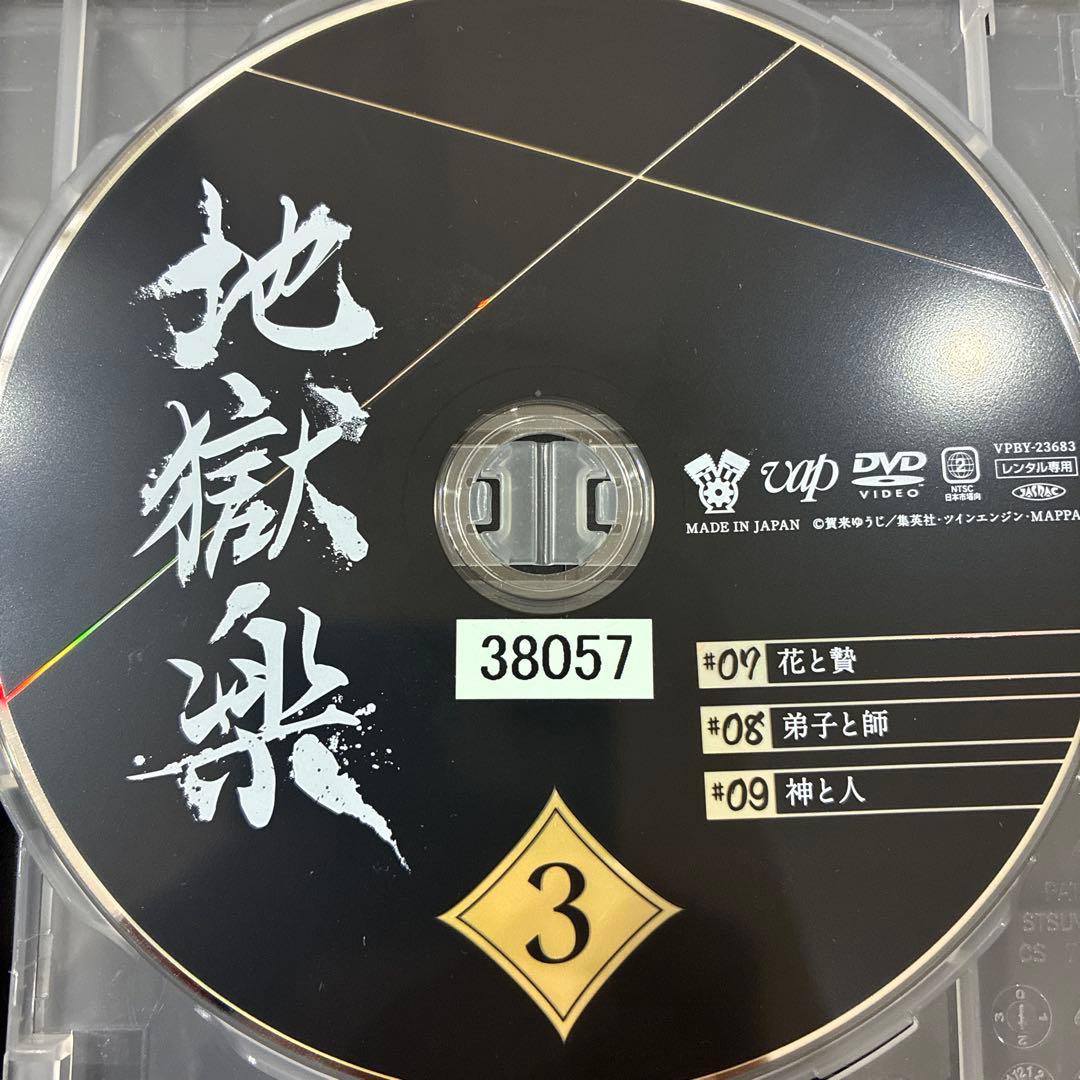 地獄楽
vap
DVD
VIDEO
2
NTSC
日本市場向
VPBY-23683
レンタル専用
JASRAC
MADE IN JAPAN ©賀来ゆうじ/集英社・ツインエンジン・MAPPA
38057
#07 花と贄
#08 弟子と師
#09 神と人
3